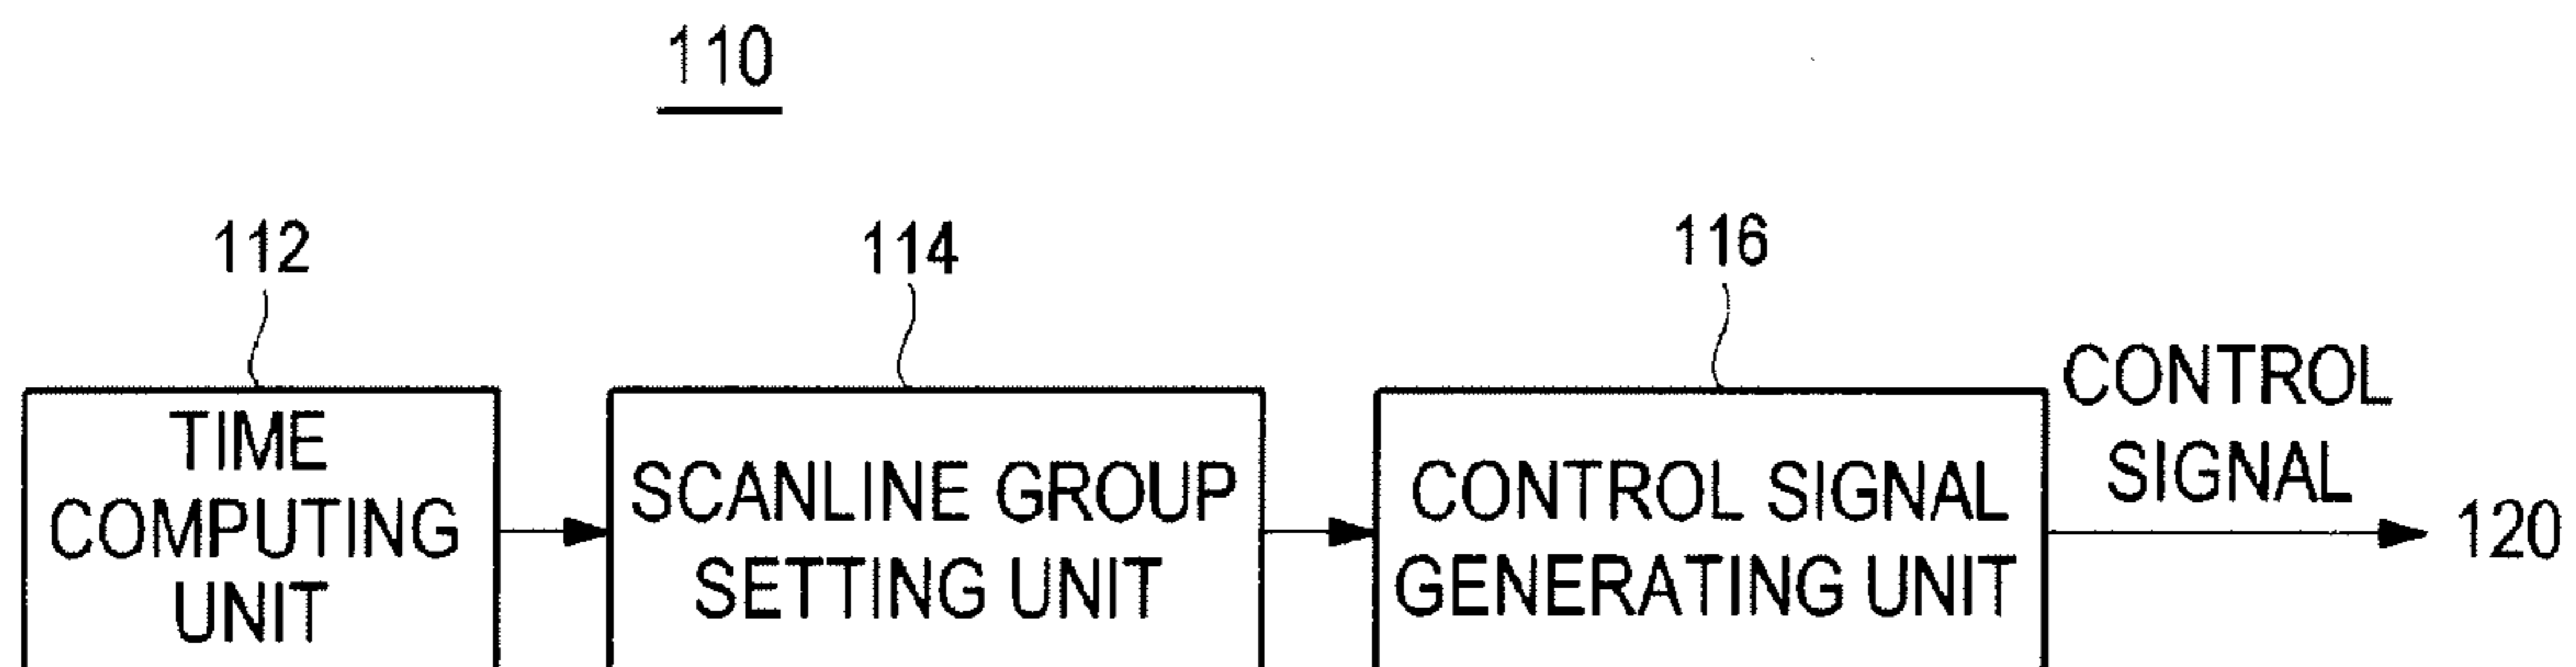 110
112
114
116
TIME
COMPUTING
UNIT
SCANLINE GROUP
SETTING UNIT
CONTROL SIGNAL
GENERATING UNIT
CONTROL
SIGNAL
120